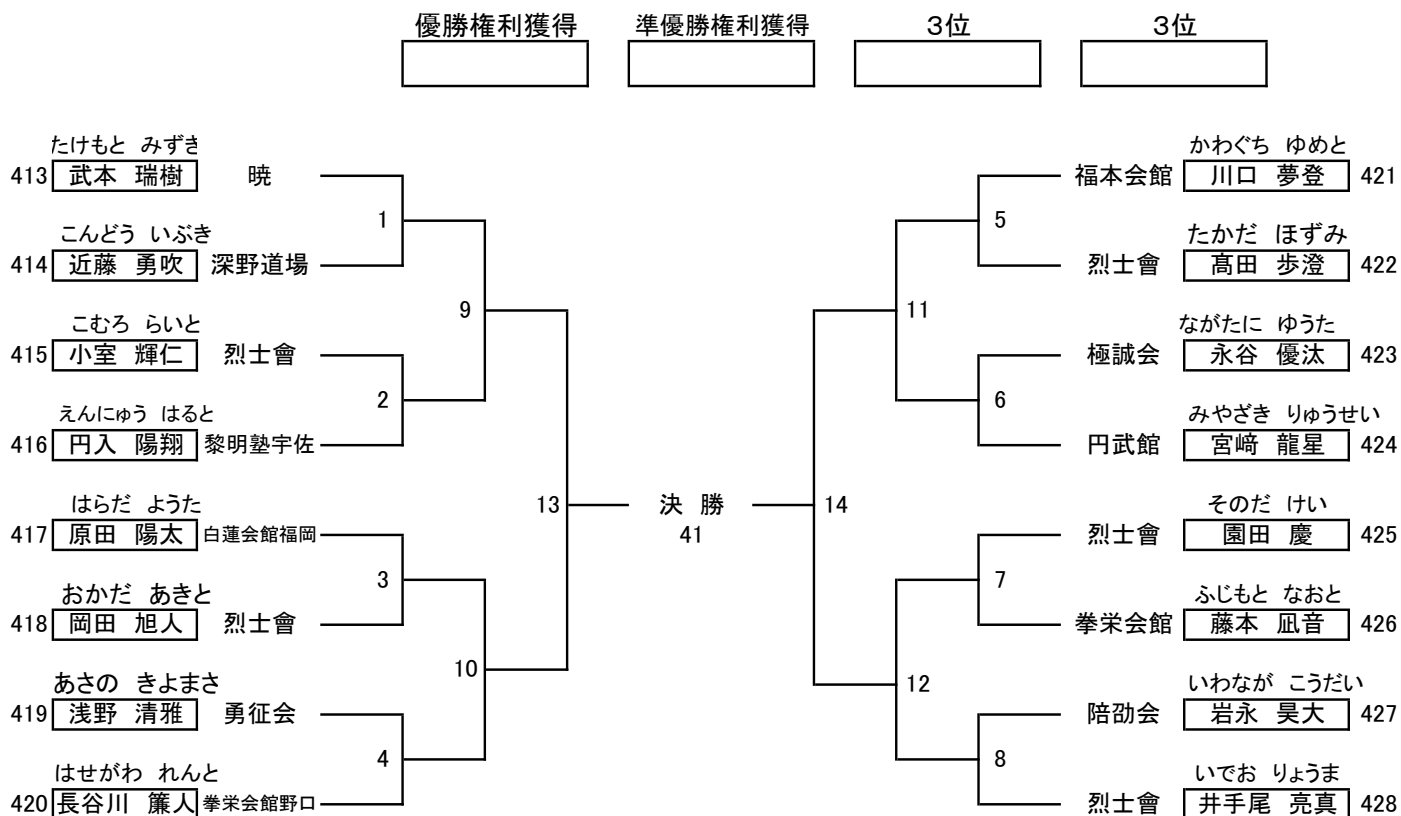 優勝権利獲得 準優勝権利獲得 3位 3位
たけもと みずき
413 武本 瑞樹 暁
1
こんどう いぶき
414 近藤 勇吹 深野道場
9
こむろ らいと
415 小室 輝仁 烈士會
2
えんにゅう はると
416 円入 陽翔 黎明塾宇佐
13
はらだ ようた
417 原田 陽太 白蓮会館福岡
3
おかだ あきと
418 岡田 旭人 烈士會
10
あさの きよまさ
419 浅野 清雅 勇征会
4
はせがわ れんと
420 長谷川 簾人 拳栄会館野口
決 勝
41
かわぐち ゆめと
福本会館 川口 夢登 421
5
たかだ ほずみ
烈士會 髙田 歩澄 422
11
ながたに ゆうた
極誠会 永谷 優汰 423
6
みやざき りゅうせい
円武館 宮﨑 龍星 424
14
そのだ けい
烈士會 園田 慶 425
7
ふじもと なおと
拳栄会館 藤本 凪音 426
12
いわなが こうだい
陪劭会 岩永 昊大 427
8
いでお りょうま
烈士會 井手尾 亮真 428